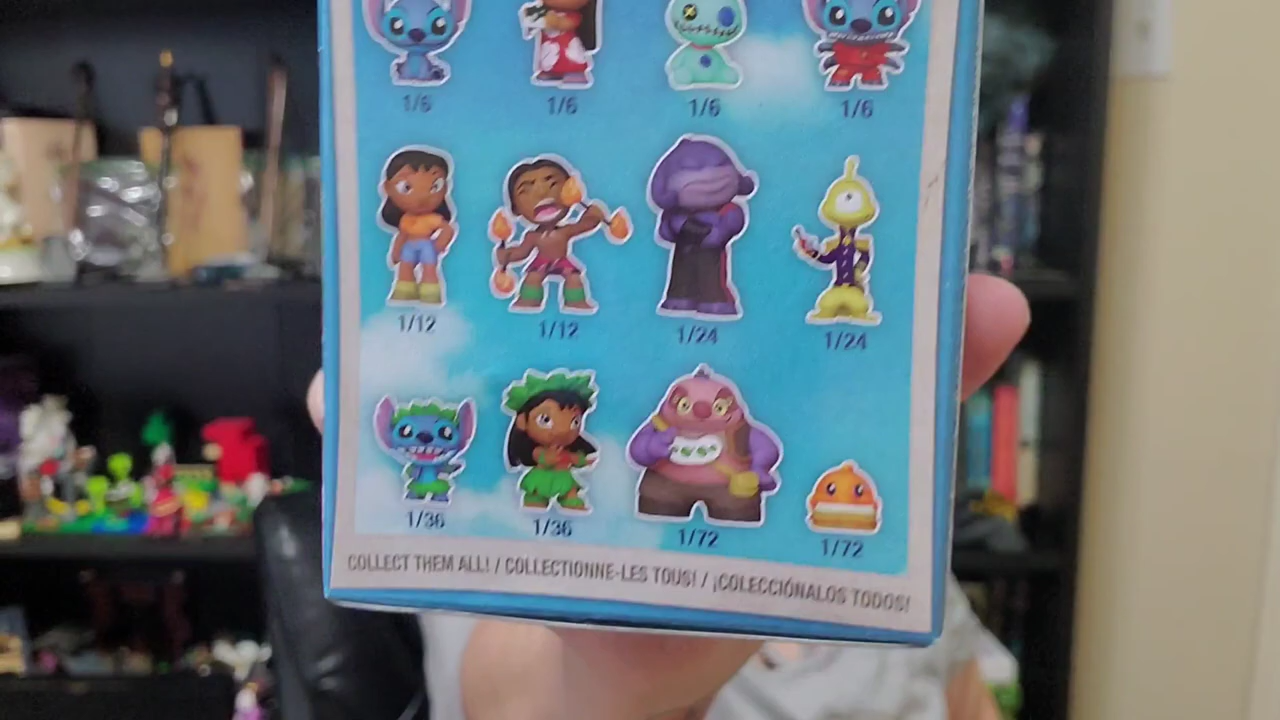 1/6 1/6 1/6 1/6
1/12 1/12 1/24 1/24
1/36 1/36 1/72 1/72
COLLECT THEM ALL! / COLLECTIONNE-LES TOUS! / ¡COLECCIÓNALOS TODOS!